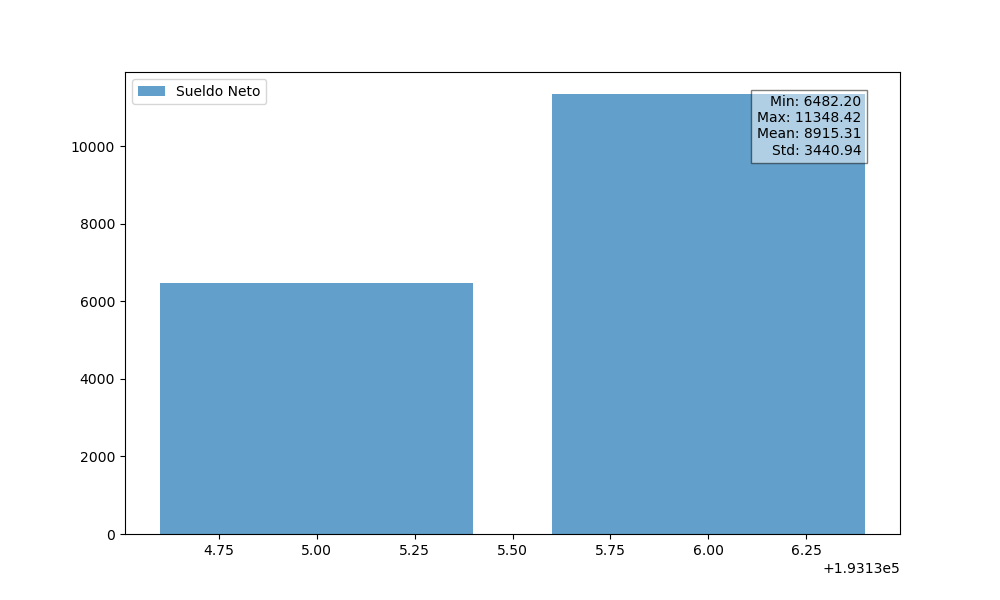 Sueldo Neto
Min: 6482.20
Max: 11348.42
Mean: 8915.31
Std: 3440.94
10000
8000
6000
4000
2000
0
4.75 5.00 5.25 5.50 5.75 6.00 6.25
+1.9313e5